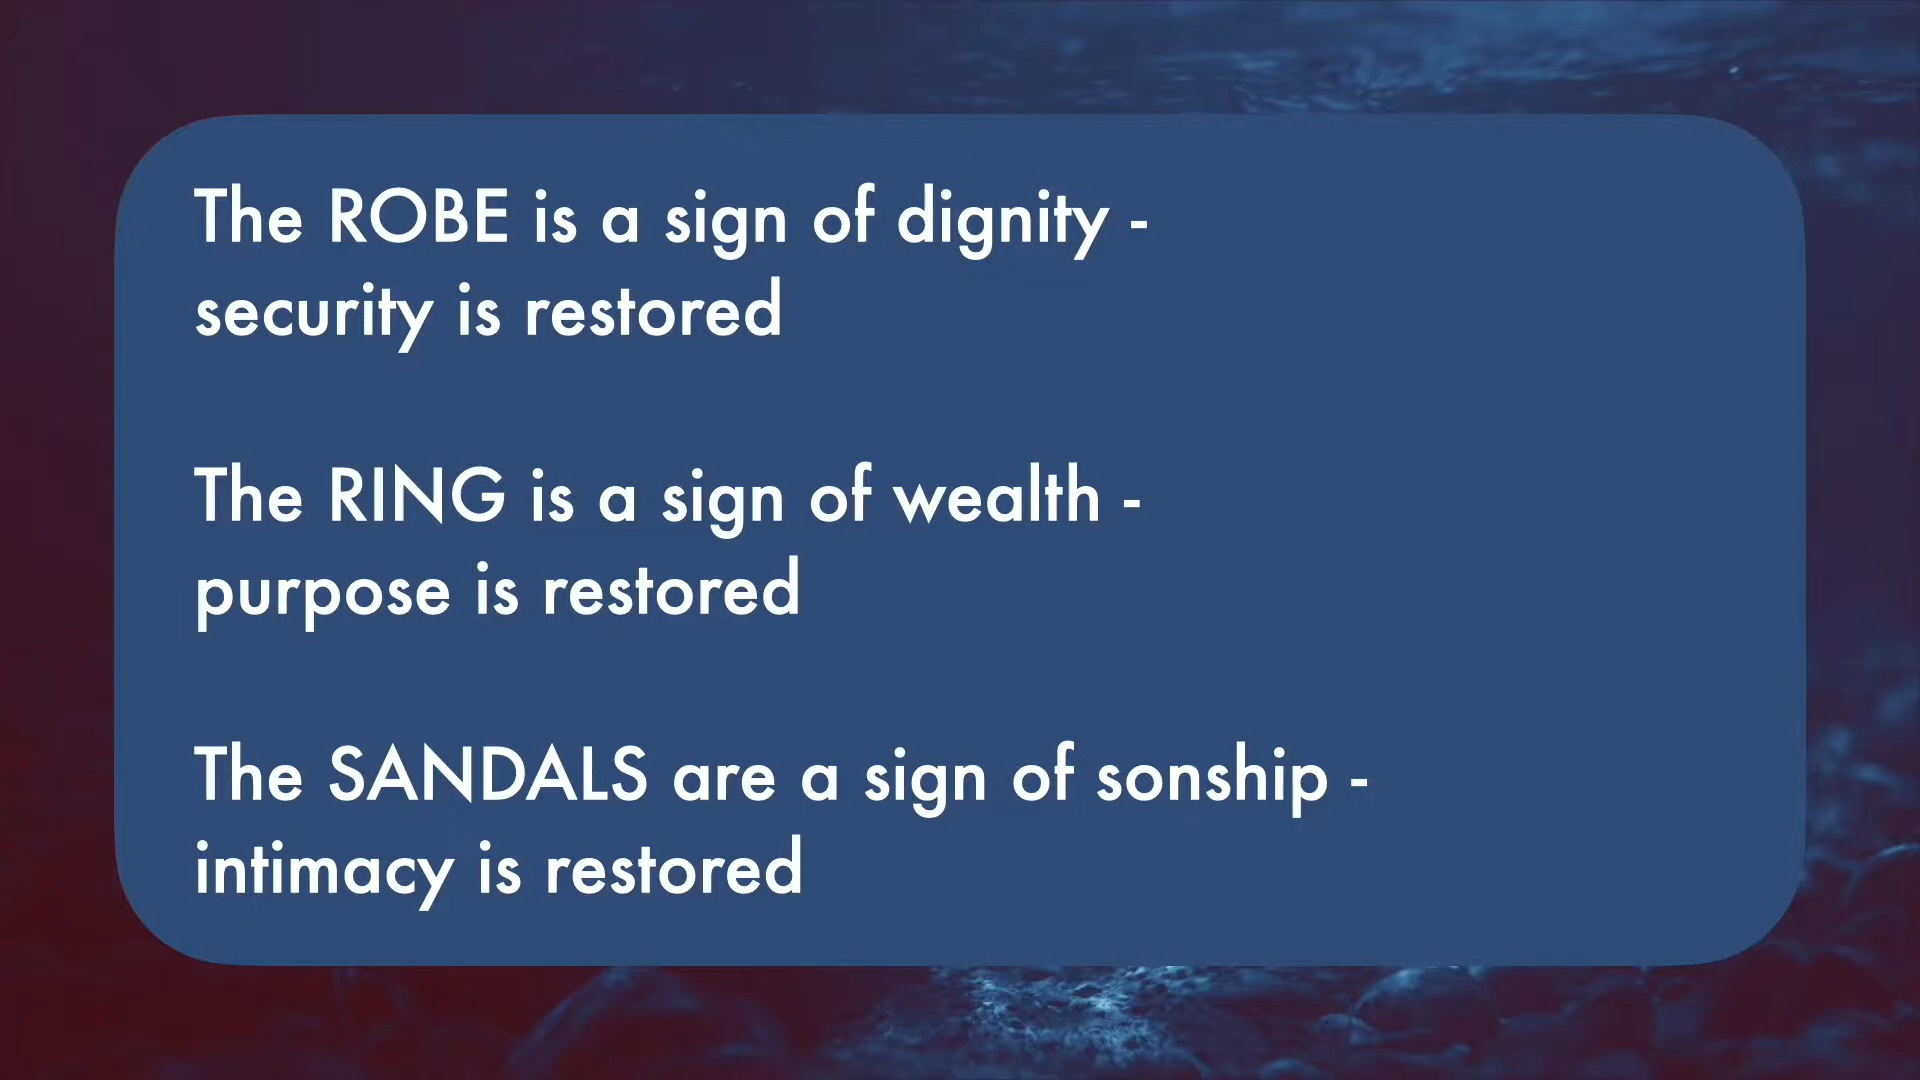 The ROBE is a sign of dignity -
security is restored
The RING is a sign of wealth -
purpose is restored
The SANDALS are a sign of sonship -
intimacy is restored